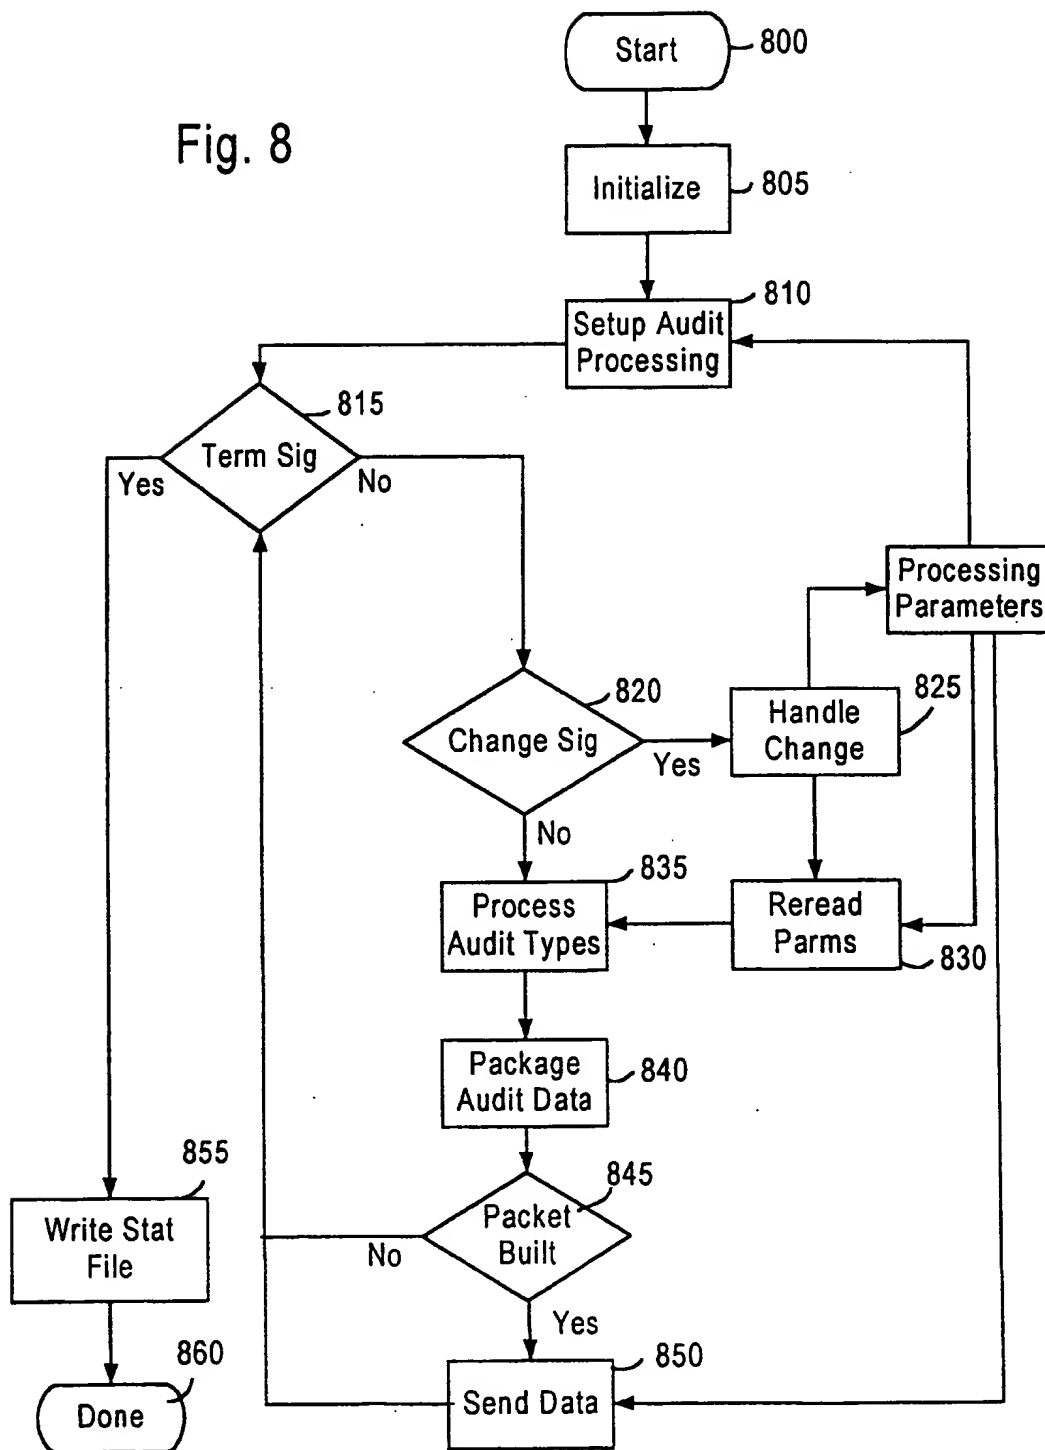 Start
800
Fig. 8
Initialize
805
810
Setup Audit
Processing
815
Term Sig
Yes
No
Processing
Parameters
820
825
Change Sig
Handle
Change
Yes
No
835
Process
Audit Types
Reread
Parms
830
Package
Audit Data
840
855
845
Write Stat
File
Packet
Built
No
Yes
860
850
Done
Send Data